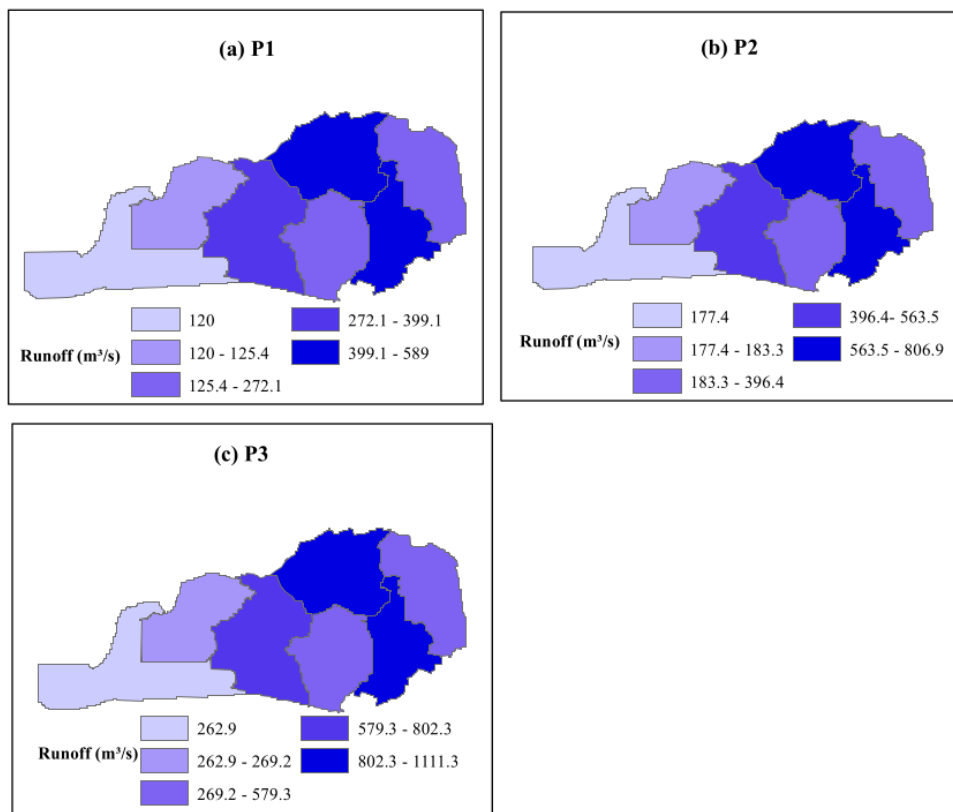 (a) P1
Runoff (m³/s)
120
120 - 125.4
125.4 - 272.1
272.1 - 399.1
399.1 - 589
(b) P2
Runoff (m³/s)
177.4
177.4 - 183.3
183.3 - 396.4
396.4- 563.5
563.5 - 806.9
(c) P3
Runoff (m³/s)
262.9
262.9 - 269.2
269.2 - 579.3
579.3 - 802.3
802.3 - 1111.3